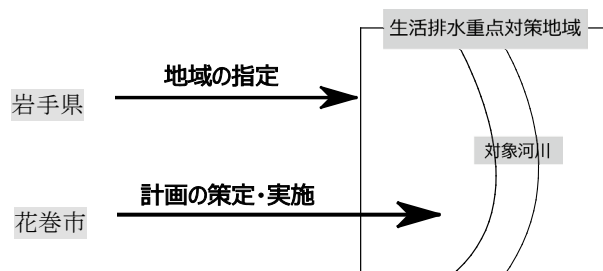 生活排水重点対策地域
地域の指定
岩手県
対象河川
計画の策定・実施
花巻市